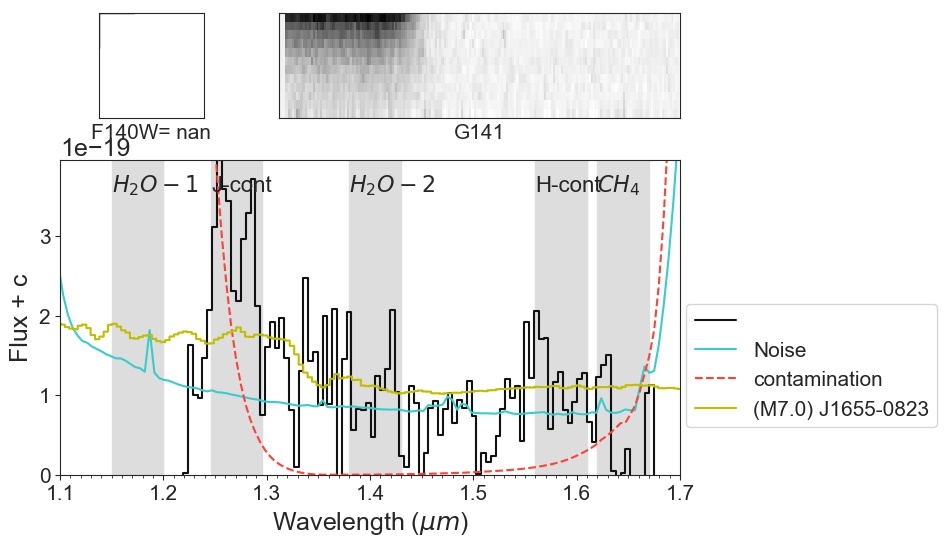 F140W= nan
G141
1e−19
H₂O − 1
J-cont
H₂O − 2
H-cont
CH₄
3
2
1
0
Flux + c
1.1 1.2 1.3 1.4 1.5 1.6 1.7
Wavelength (μm)
Noise
contamination
(M7.0) J1655-0823